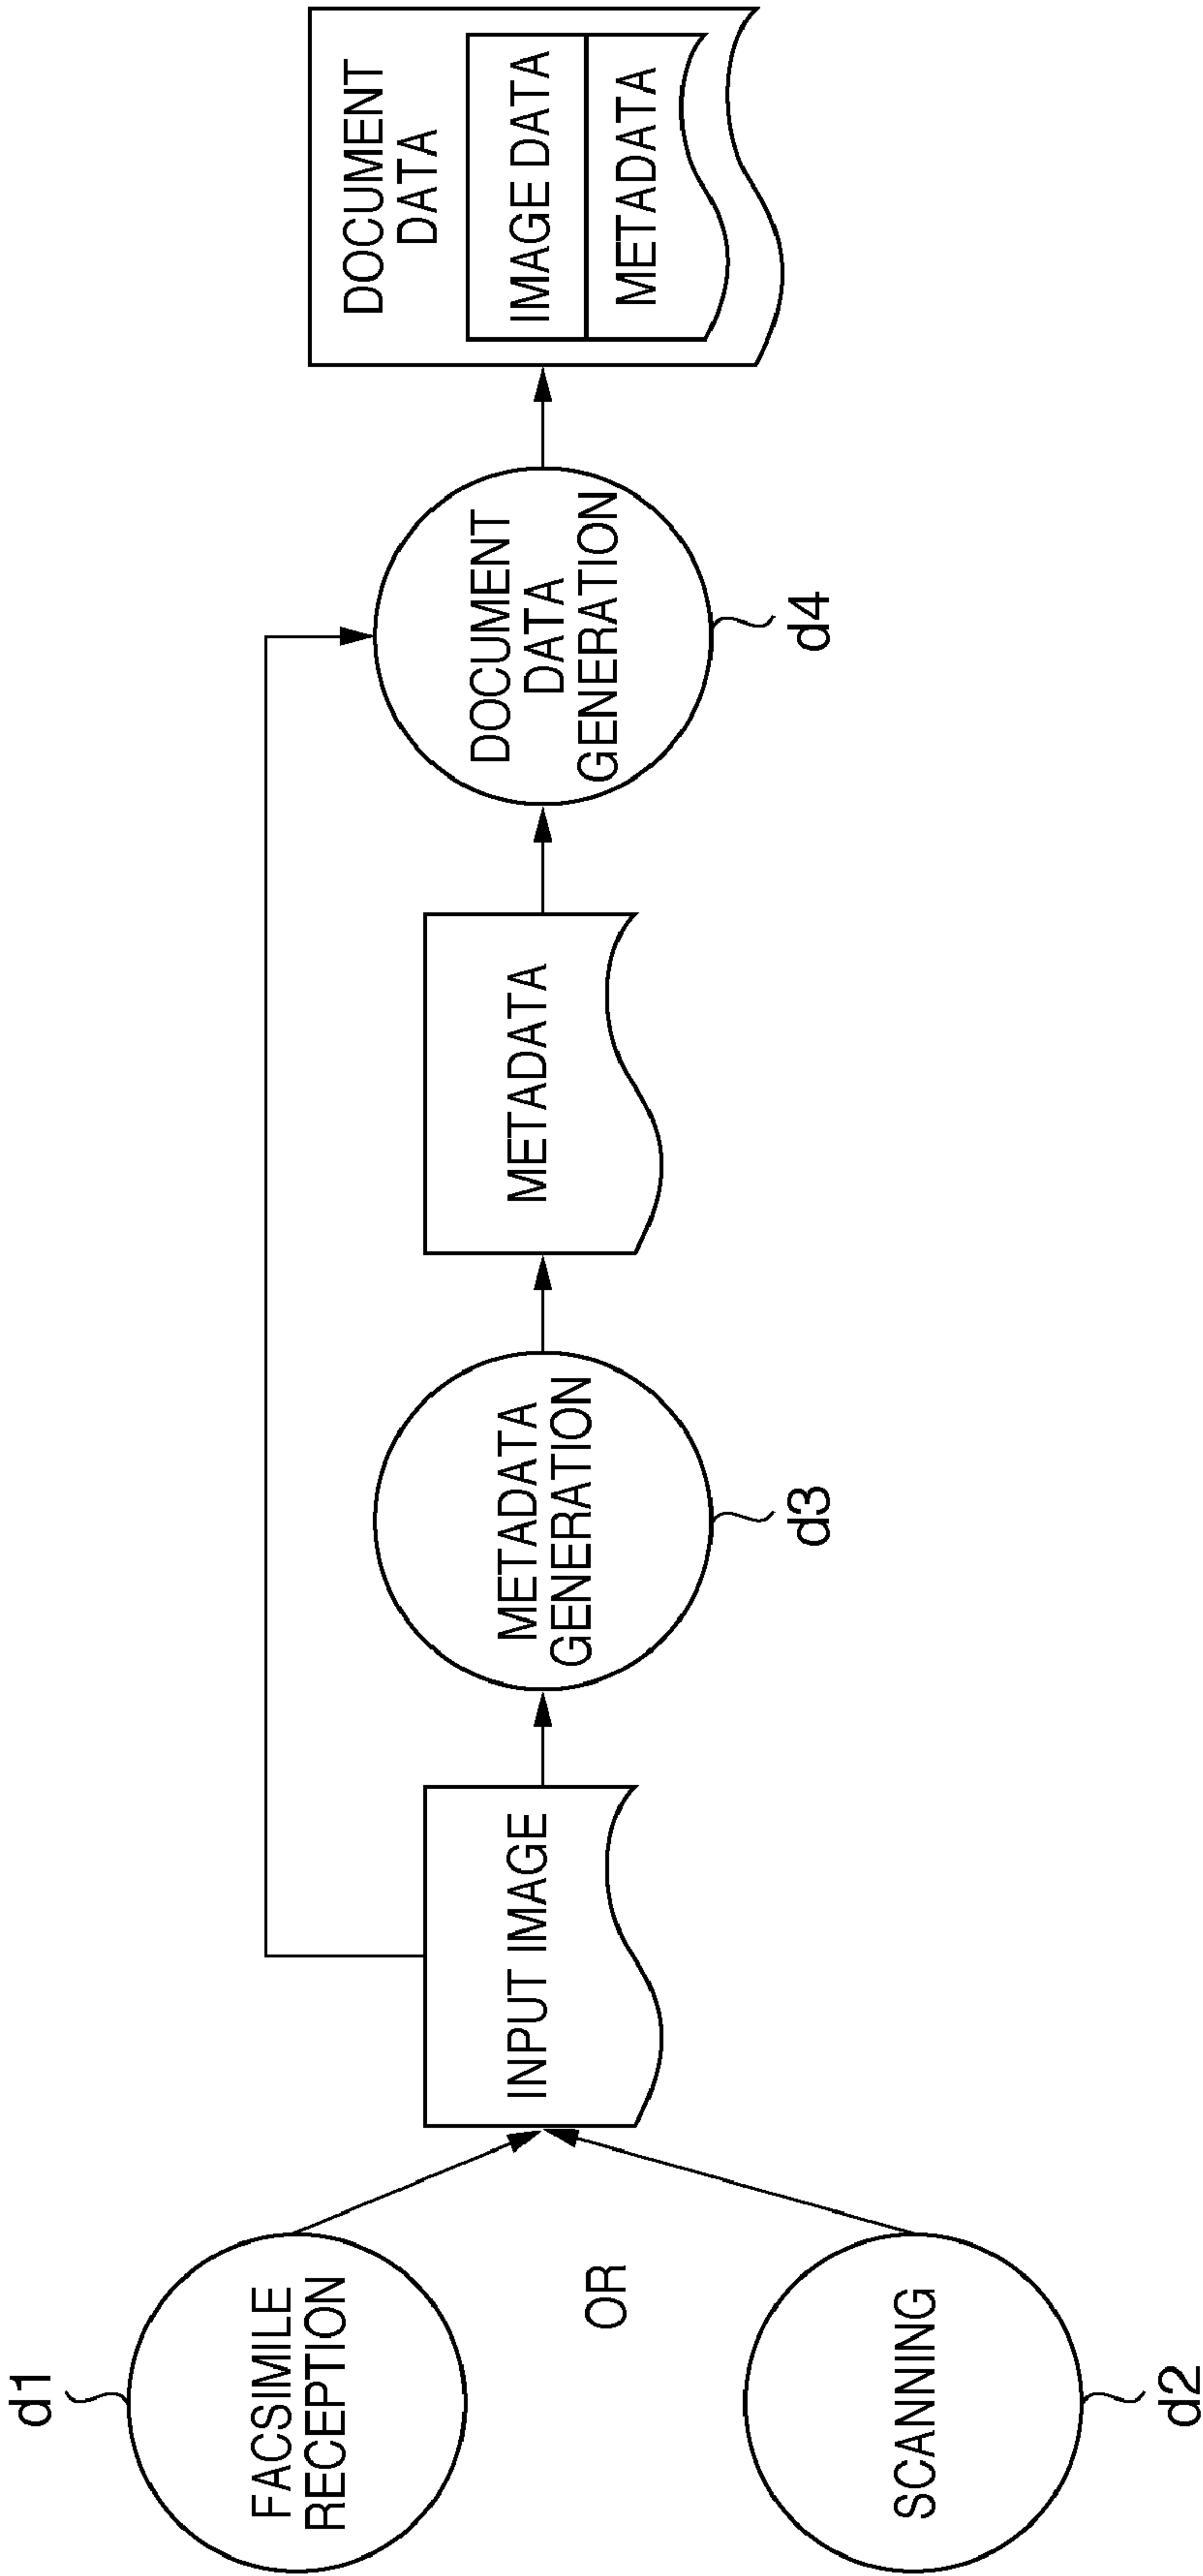 d1
FACSIMILE
RECEPTION
OR
SCANNING
d2
INPUT IMAGE
METADATA
GENERATION
d3
METADATA
DOCUMENT
DATA
GENERATION
d4
DOCUMENT
DATA
IMAGE DATA
METADATA